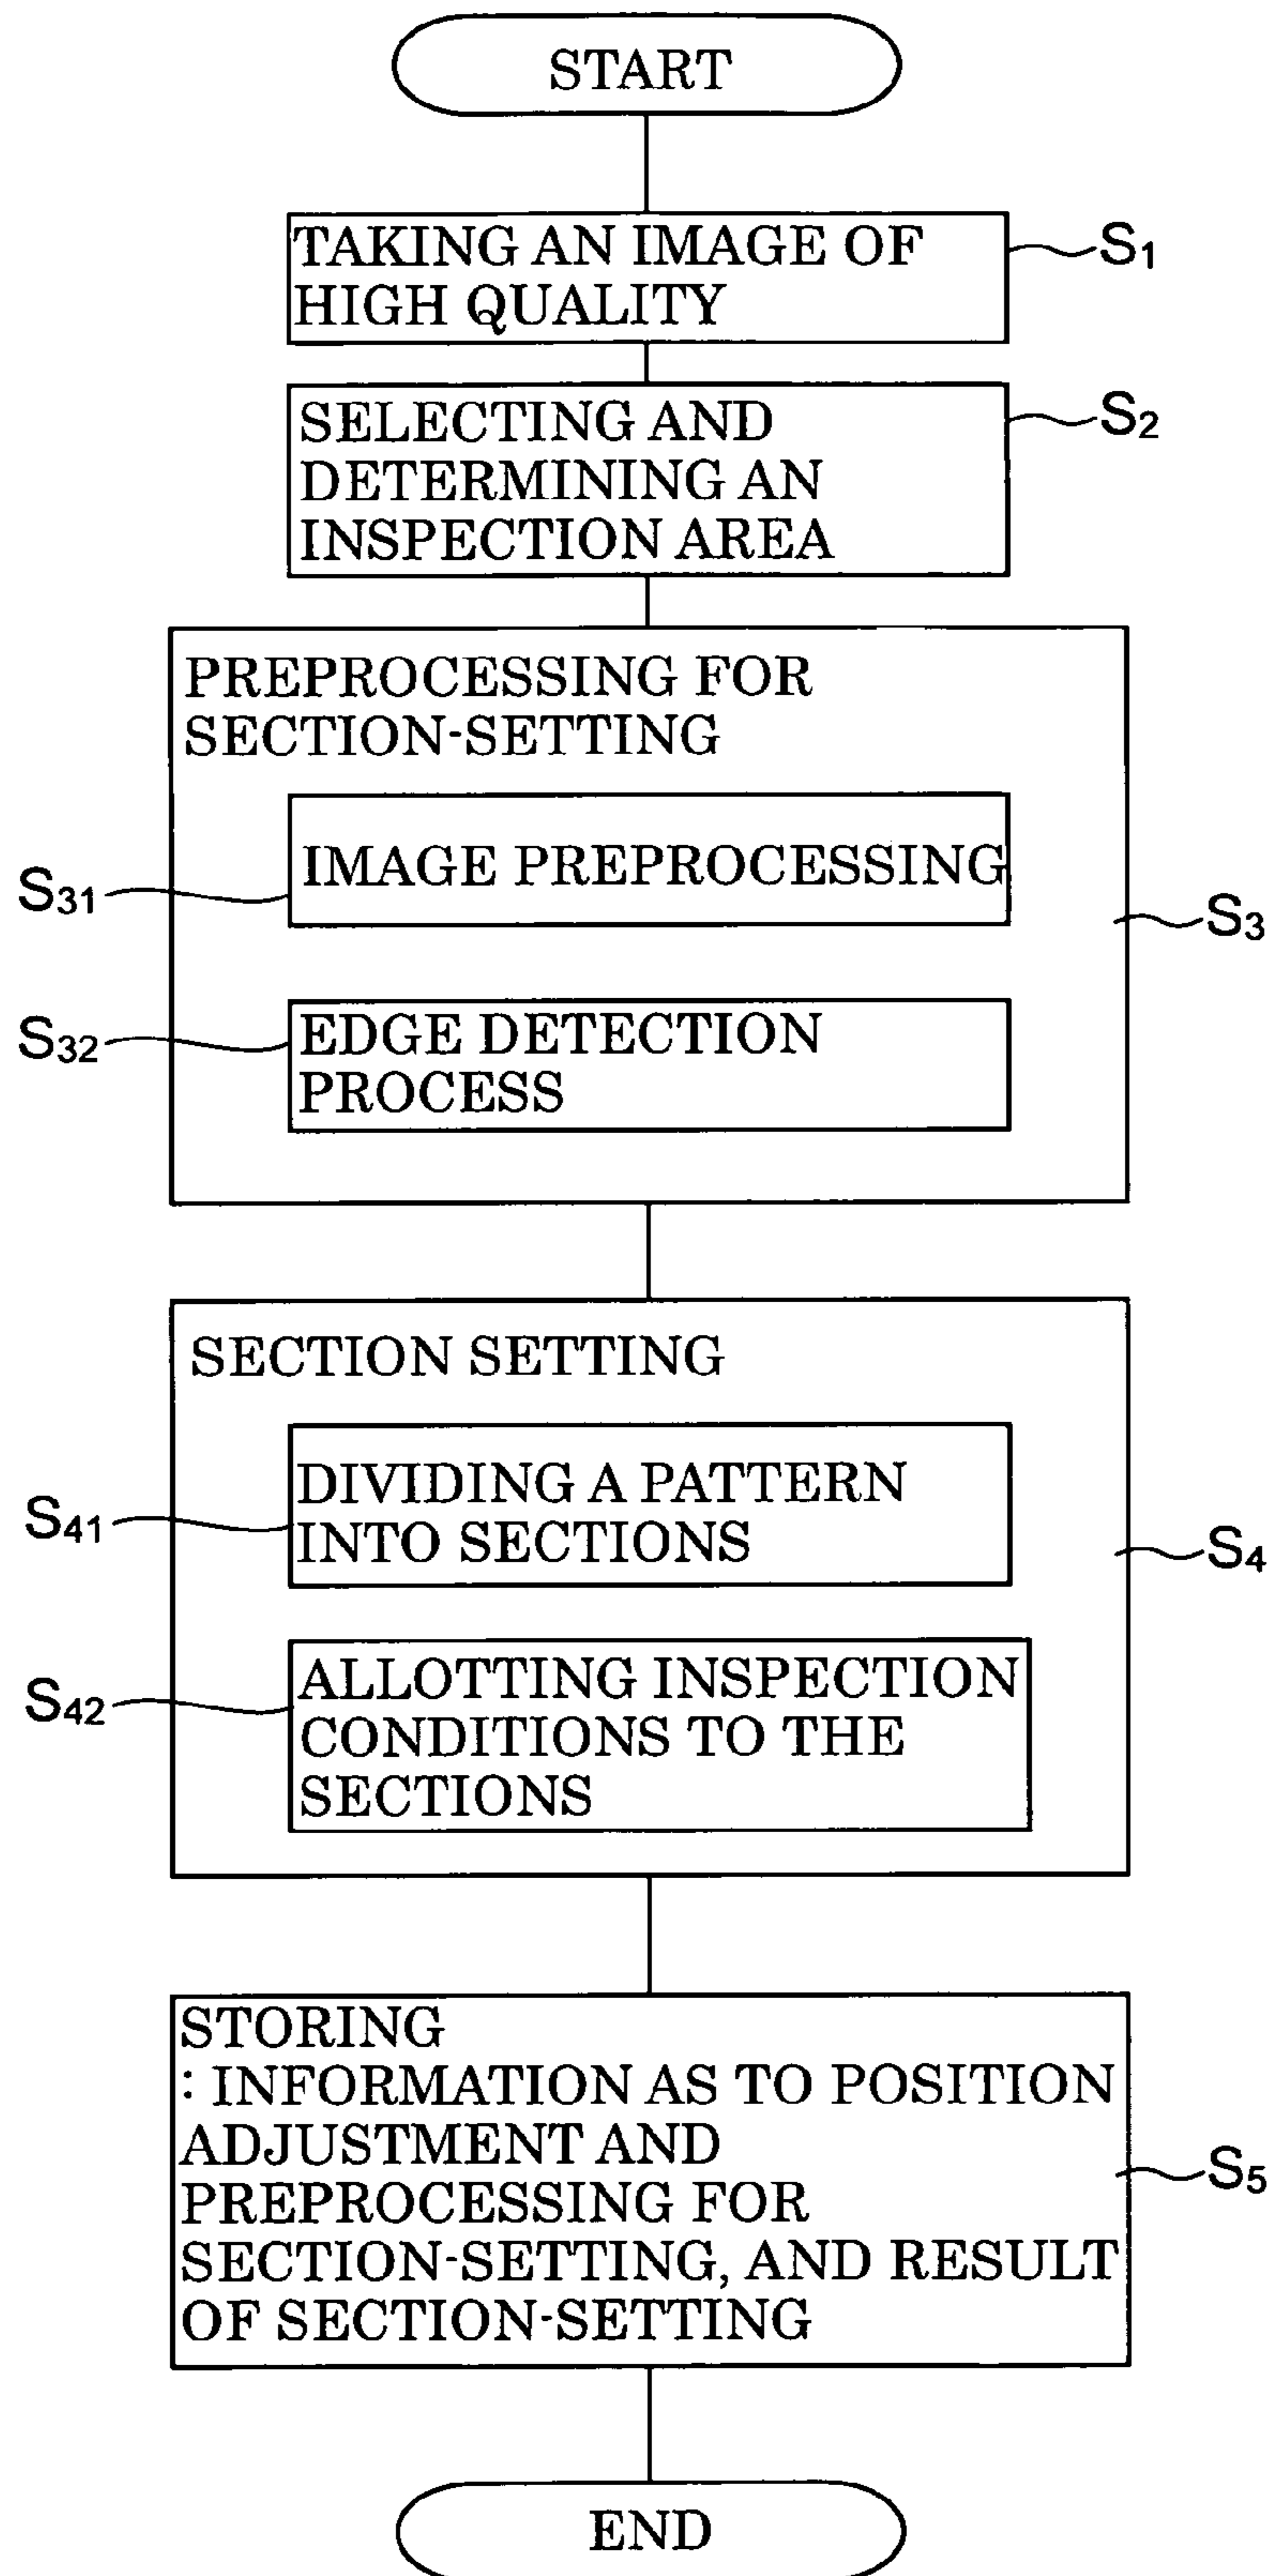 START
TAKING AN IMAGE OF
HIGH QUALITY
S1
SELECTING AND
DETERMINING AN
INSPECTION AREA
S2
PREPROCESSING FOR
SECTION-SETTING
IMAGE PREPROCESSING
S31
S3
EDGE DETECTION
PROCESS
S32
SECTION SETTING
DIVIDING A PATTERN
INTO SECTIONS
S41
S4
ALLOTTING INSPECTION
CONDITIONS TO THE
SECTIONS
S42
STORING
: INFORMATION AS TO POSITION
ADJUSTMENT AND
PREPROCESSING FOR
SECTION-SETTING, AND RESULT
OF SECTION-SETTING
S5
END